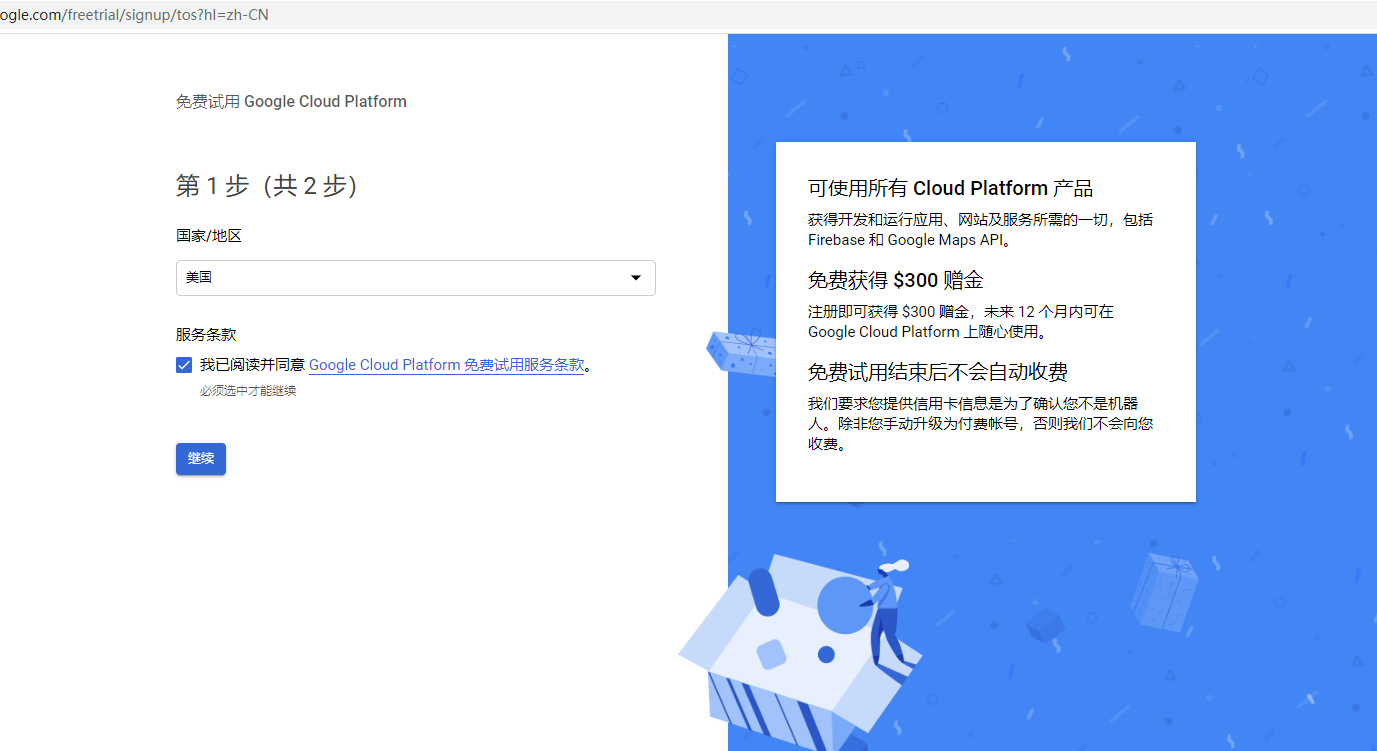 ogle.com/freetrial/signup/tos?hl=zh-CN
免费试用 Google Cloud Platform
第 1 步（共 2 步）
国家/地区
美国
服务条款
我已阅读并同意 Google Cloud Platform 免费试用服务条款。
必须选中才能继续
继续
可使用所有 Cloud Platform 产品
获得开发和运行应用、网站及服务所需的一切，包括
Firebase 和 Google Maps API。
免费获得 $300 赠金
注册即可获得 $300 赠金，未来 12 个月内可在
Google Cloud Platform 上随心使用。
免费试用结束后不会自动收费
我们要求您提供信用卡信息是为了确认您不是机器
人。除非您手动升级为付费帐号，否则我们不会向您
收费。